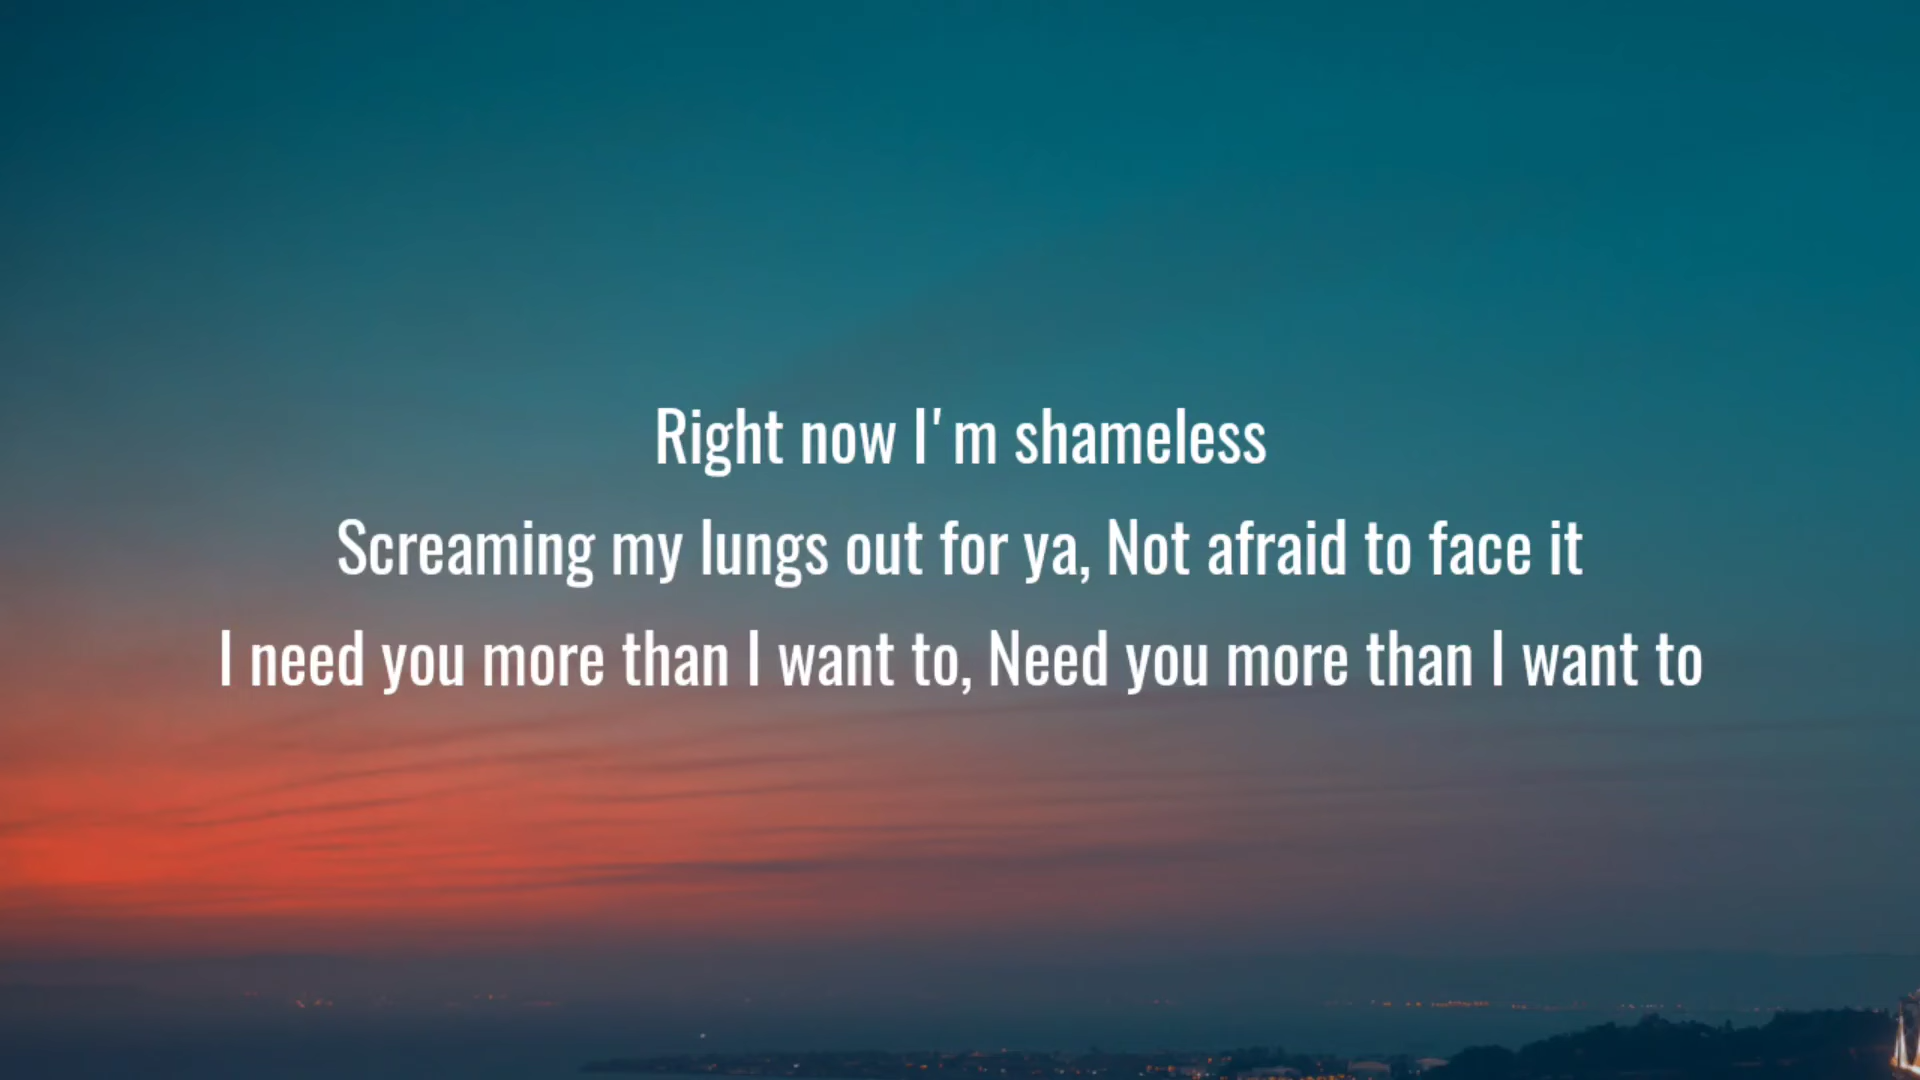 Right now I'm shameless
Screaming my lungs out for ya, Not afraid to face it
I need you more than I want to, Need you more than I want to